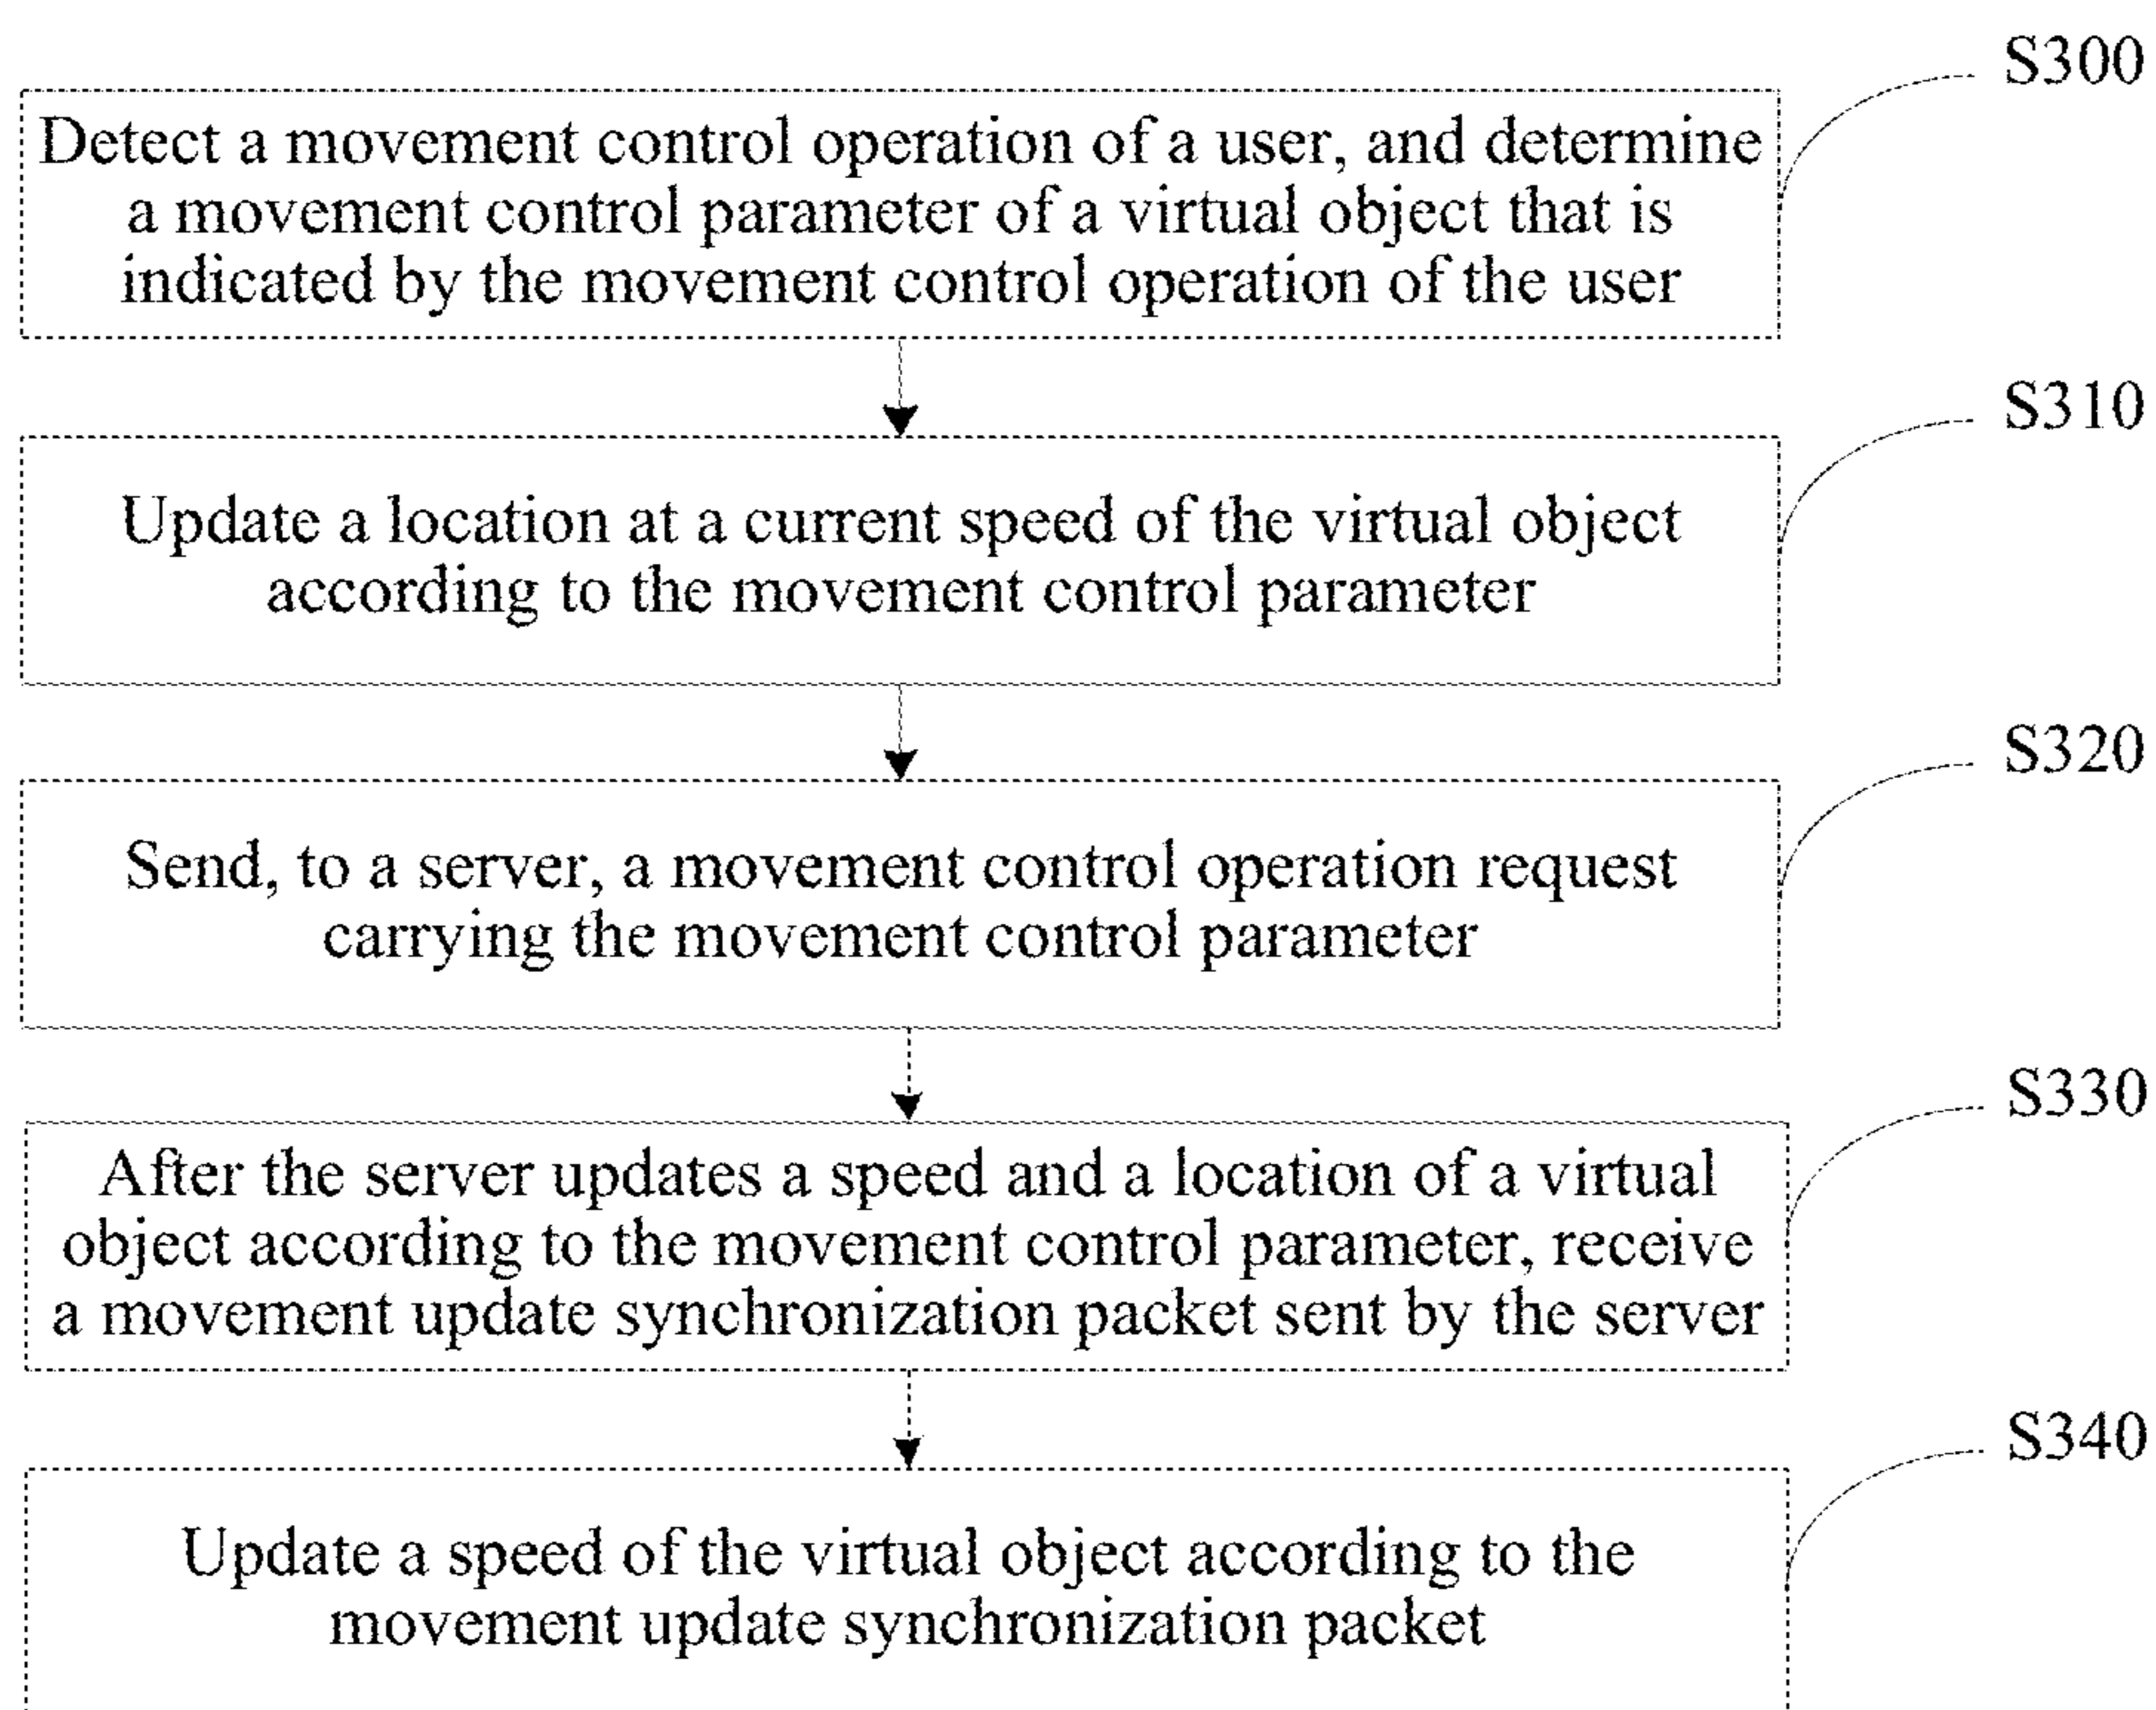 S300
Detect a movement control operation of a user, and determine
a movement control parameter of a virtual object that is
indicated by the movement control operation of the user
S310
Update a location at a current speed of the virtual object
according to the movement control parameter
S320
Send, to a server, a movement control operation request
carrying the movement control parameter
S330
After the server updates a speed and a location of a virtual
object according to the movement control parameter, receive
a movement update synchronization packet sent by the server
S340
Update a speed of the virtual object according to the
movement update synchronization packet